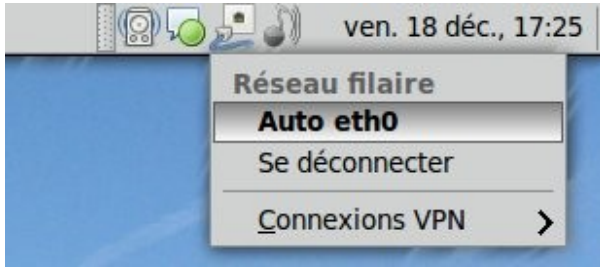 ven. 18 déc., 17:25
Réseau filaire
Auto eth0
Se déconnecter
Connexions VPN